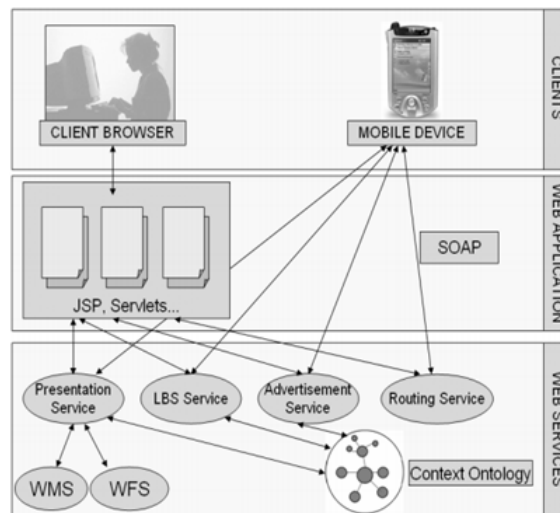 CLIENT BROWSER
MOBILE DEVICE
CLIENTS
JSP, Servlets...
SOAP
WEB APPLICATION
Presentation
Service
LBS Service
Advertisement
Service
Routing Service
WMS
WFS
Context Ontology
WEB SERVICES